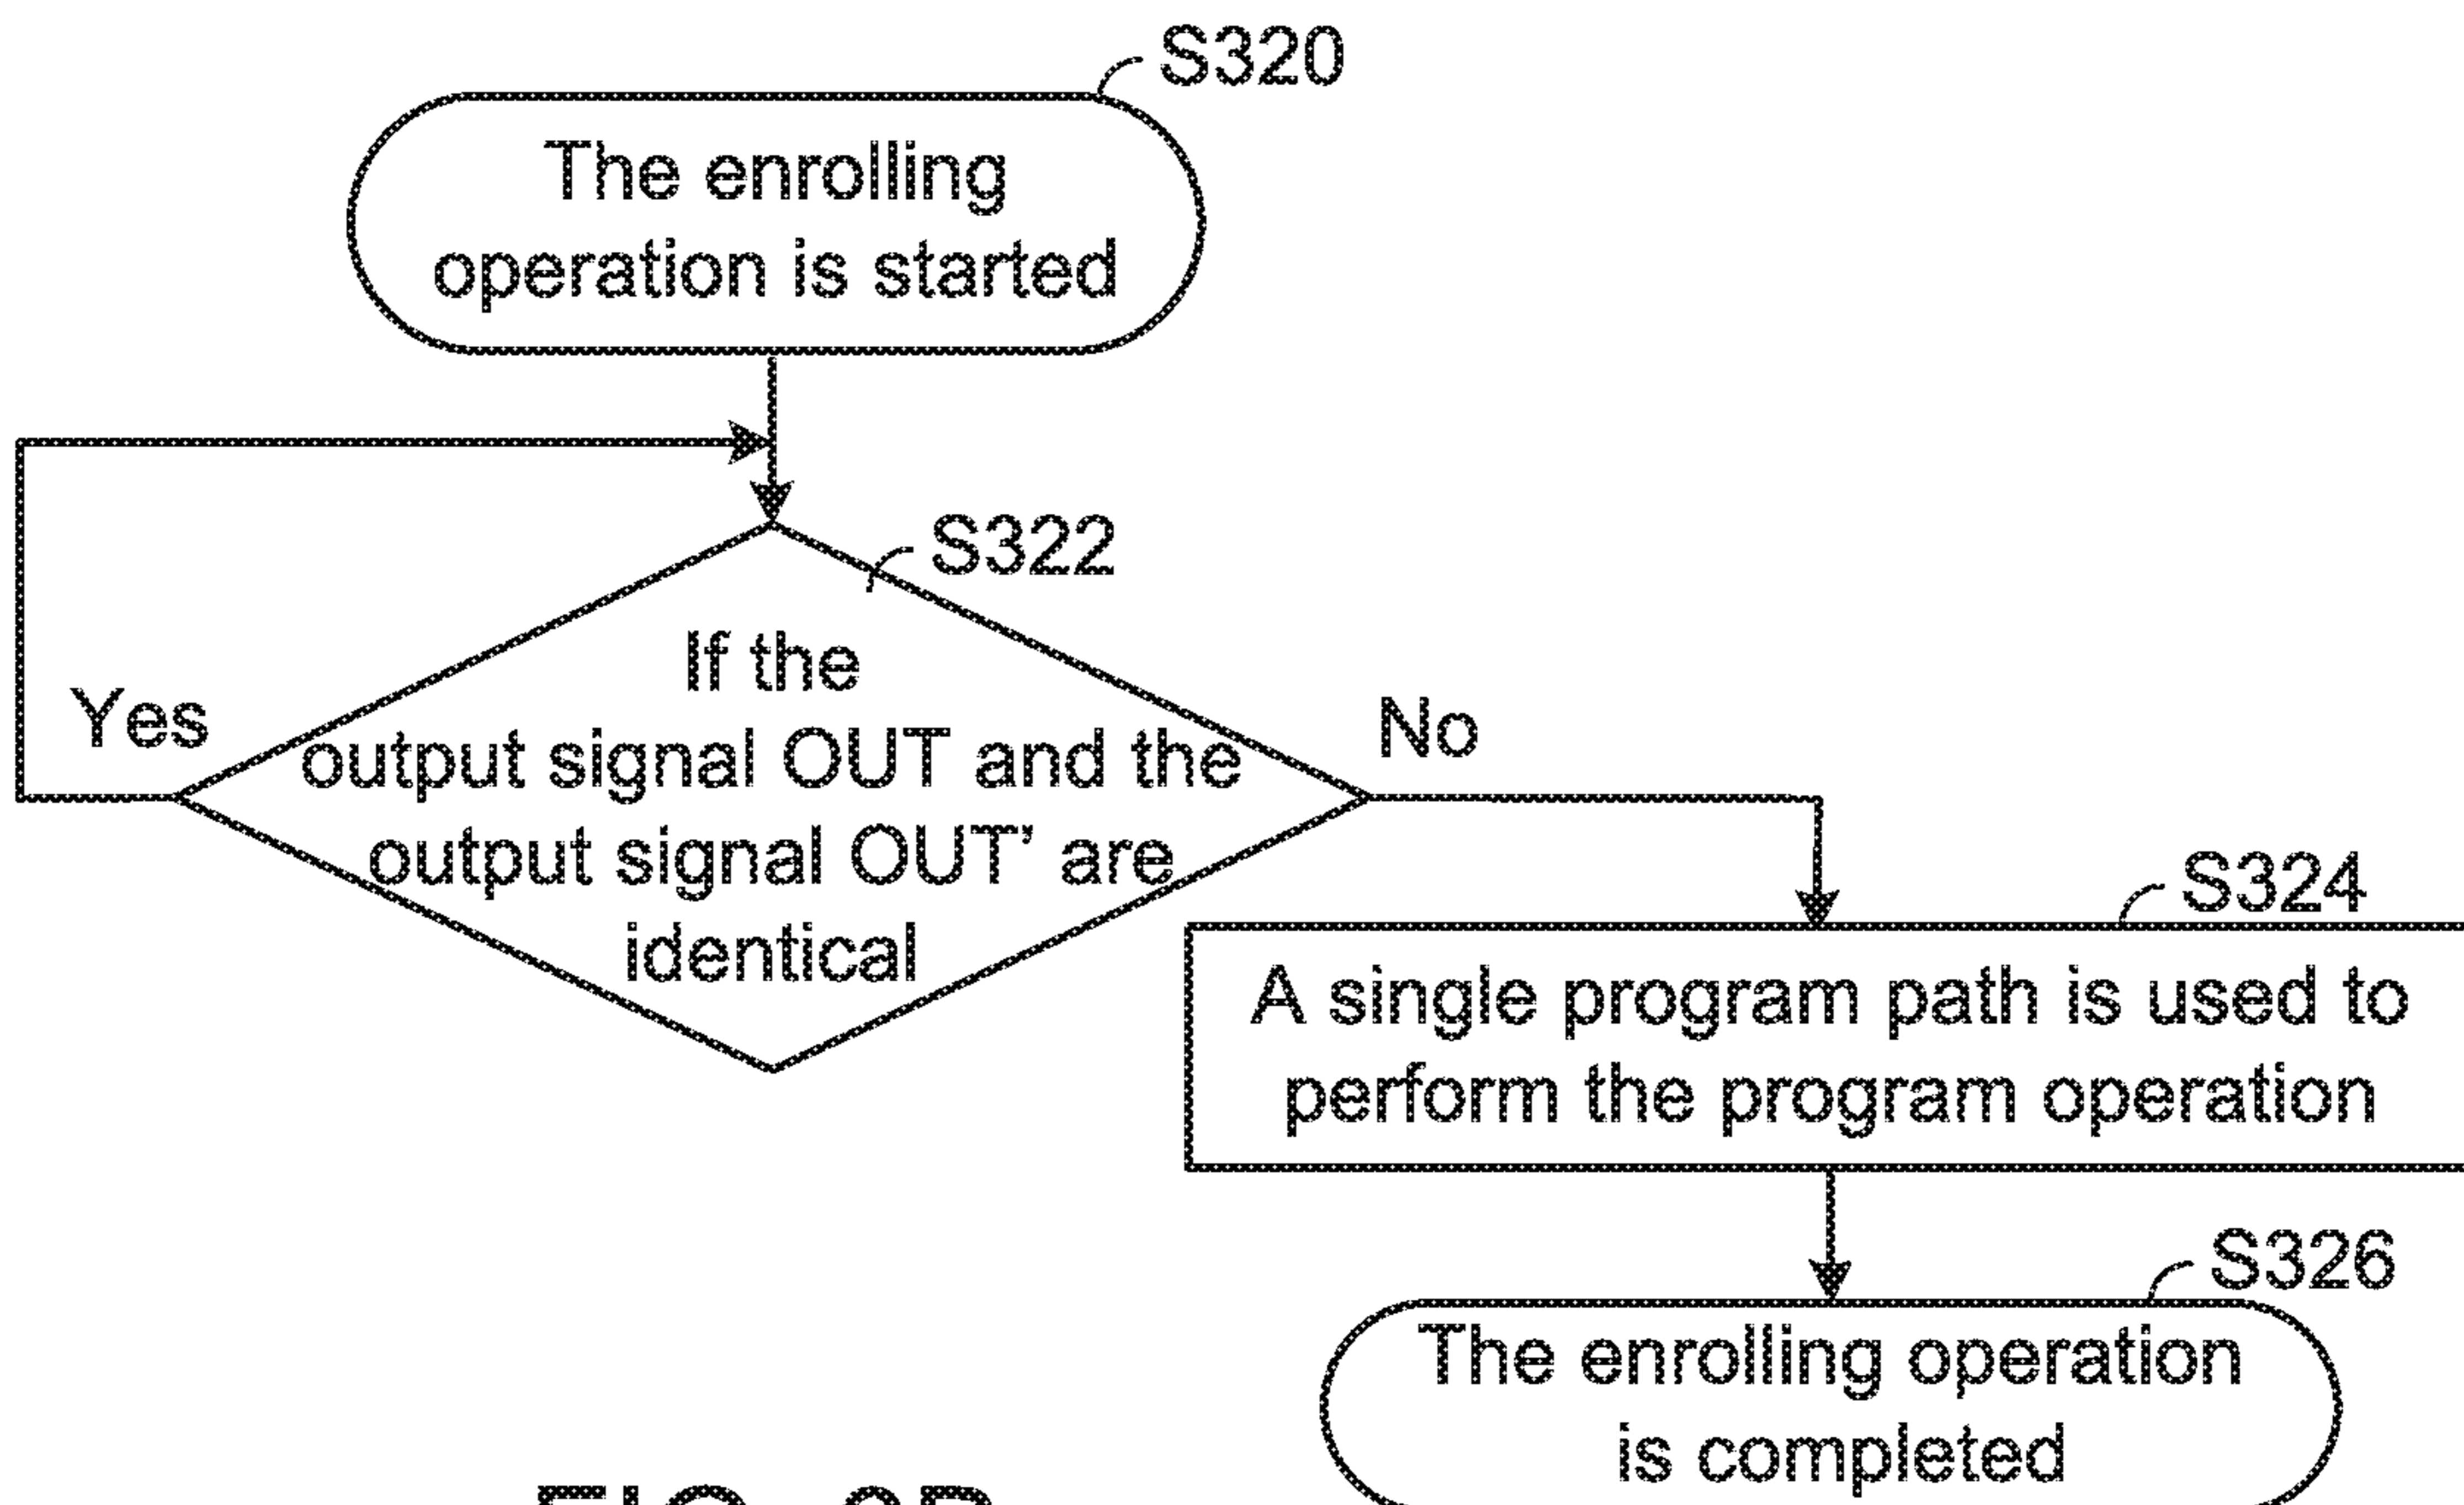 S320
The enrolling
operation is started
S322
If the
output signal OUT and the
output signal OUT' are
identical
Yes
No
S324
A single program path is used to
perform the program operation
S326
The enrolling operation
is completed